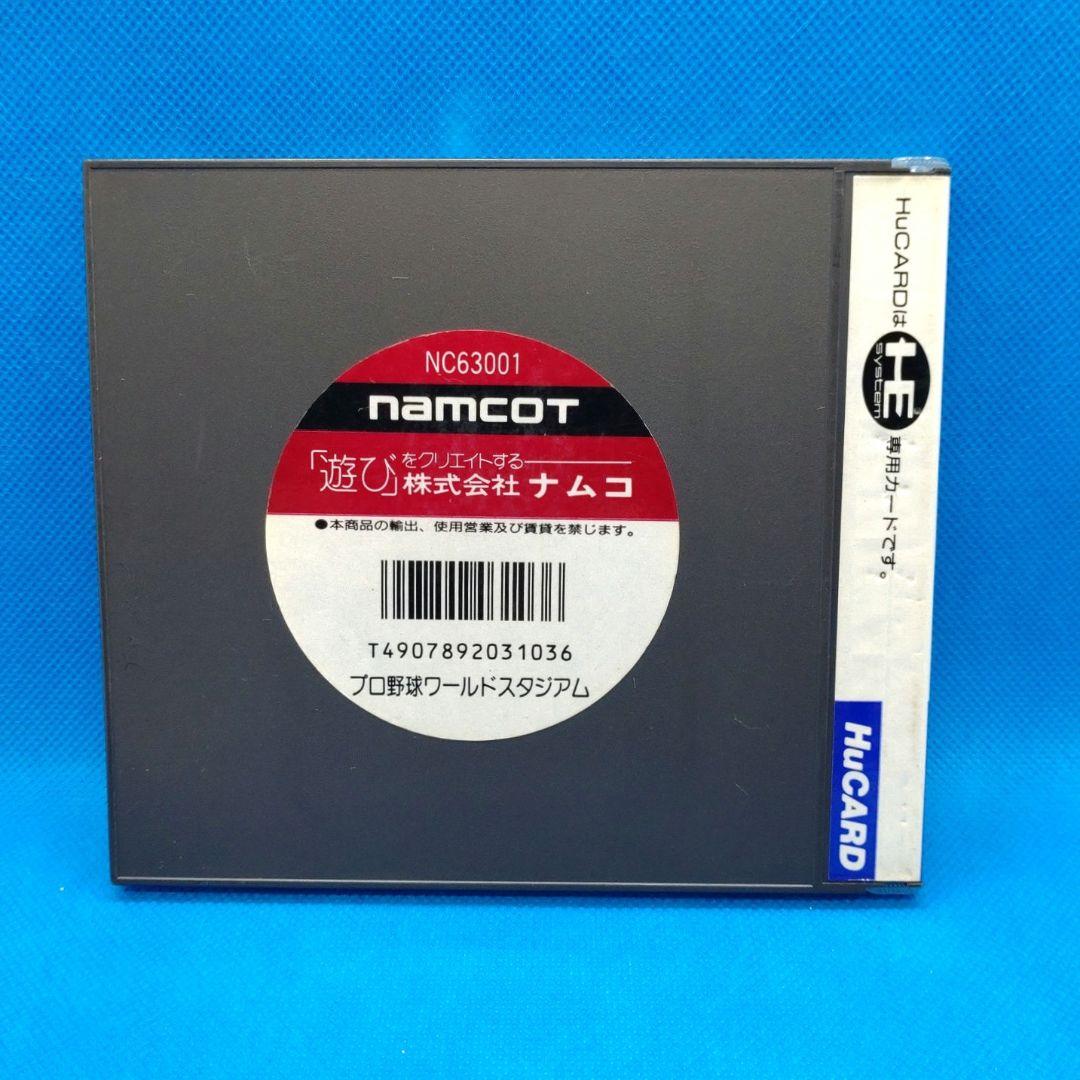 NC63001
namcoT
「遊び」をクリエイトする
株式会社ナムコ
●本商品の輸出、使用営業及び賃貸を禁じます。
T4907892031036
プロ野球ワールドスタジアム
HuCARDは HE system 専用カードです。
HuCARD